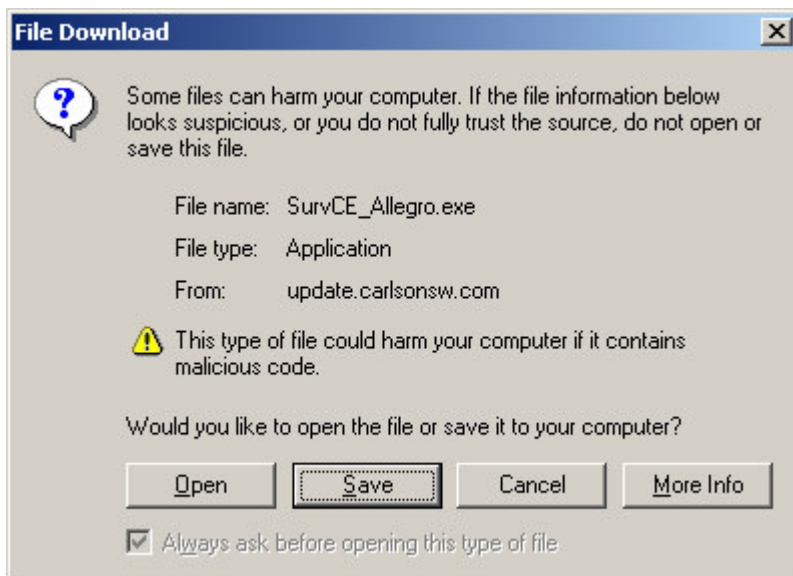 File Download
Some files can harm your computer. If the file information below
looks suspicious, or you do not fully trust the source, do not open or
save this file.
File name: SurvCE_Allegro.exe
File type: Application
From: update.carlsonsw.com
This type of file could harm your computer if it contains
malicious code.
Would you like to open the file or save it to your computer?
Open Save Cancel More Info
Always ask before opening this type of file